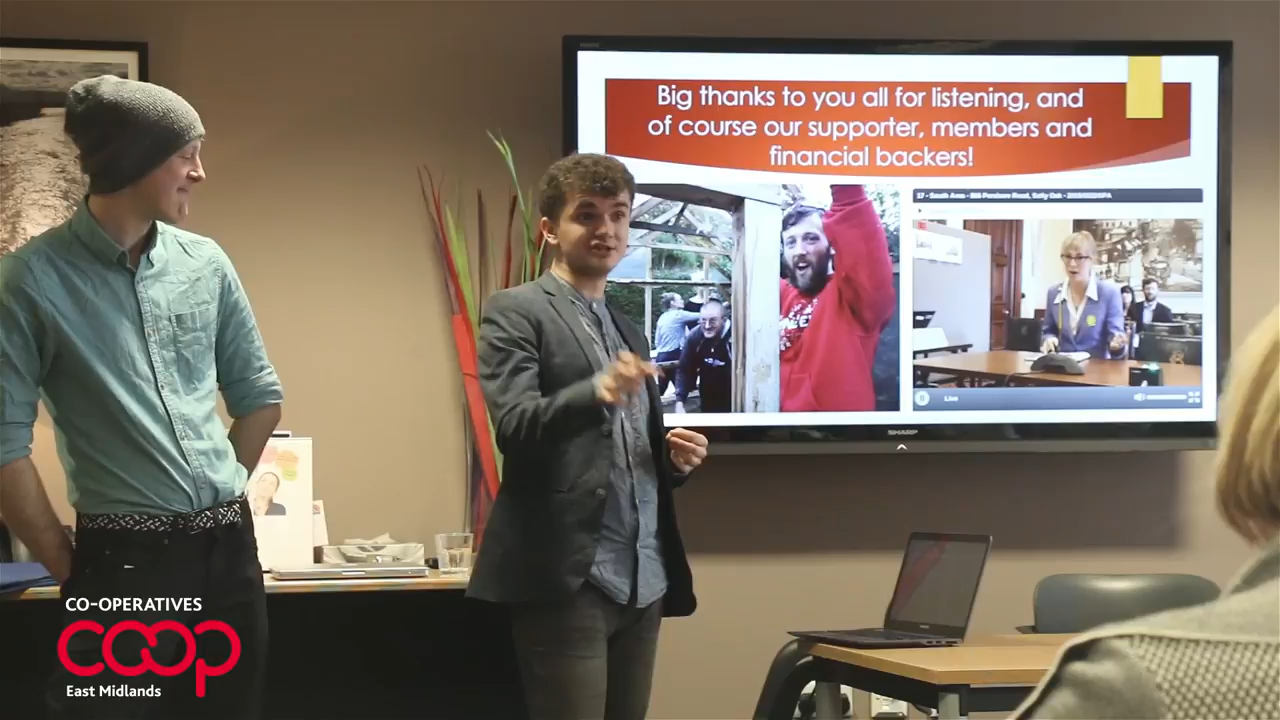 Big thanks to you all for listening, and
of course our supporter, members and
financial backers!
Live
SHARP
CO-OPERATIVES
coop
East Midlands